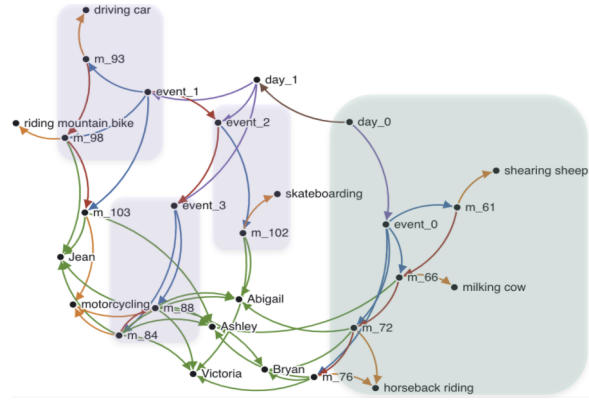 driving car
m_93
day_1
event_1
riding mountain bike
event_2
day_0
m_98
shearing sheep
skateboarding
event_3
m_61
m_103
event_0
m_102
Jean
m_66
milking cow
motorcycling
m_88
Abigail
Ashley
m_72
m_84
Victoria
Bryan
m_76
horseback riding